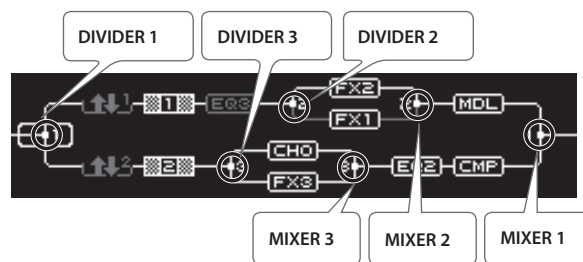 DIVIDER 1
DIVIDER 3
DIVIDER 2
FX2
1
1
EQ3
MDL
FX1
CHO
2
2
EQ2
CMP
FX3
MIXER 3
MIXER 2
MIXER 1